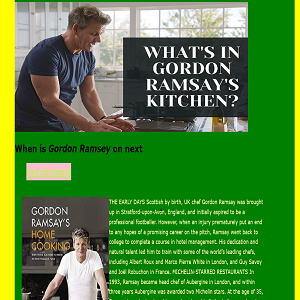 WHAT'S IN
GORDON
RAMSAY'S
KITCHEN?
When is Gordon Ramsey on next
GORDON
RAMSAY'S
HOME
COOKING
THE EARLY DAYS Scottish by birth, UK chef Gordon Ramsay was brought
up in Stratford-upon-Avon, England, and initially aspired to be a
professional footballer. However, when an injury prematurely put an end
to any hopes of a promising career on the pitch, Ramsay went back to
college to complete a course in hotel management. His dedication and
natural talent led him to train with some of the world's leading chefs,
including Albert Roux and Marco Pierre White in London, and Guy Savoy
and Joël Robuchon in France. MICHELIN-STARRED RESTAURANTS In
1993, Ramsay became head chef of Aubergine in London, and within
three years Aubergine was awarded two Michelin stars. At the age of 35,